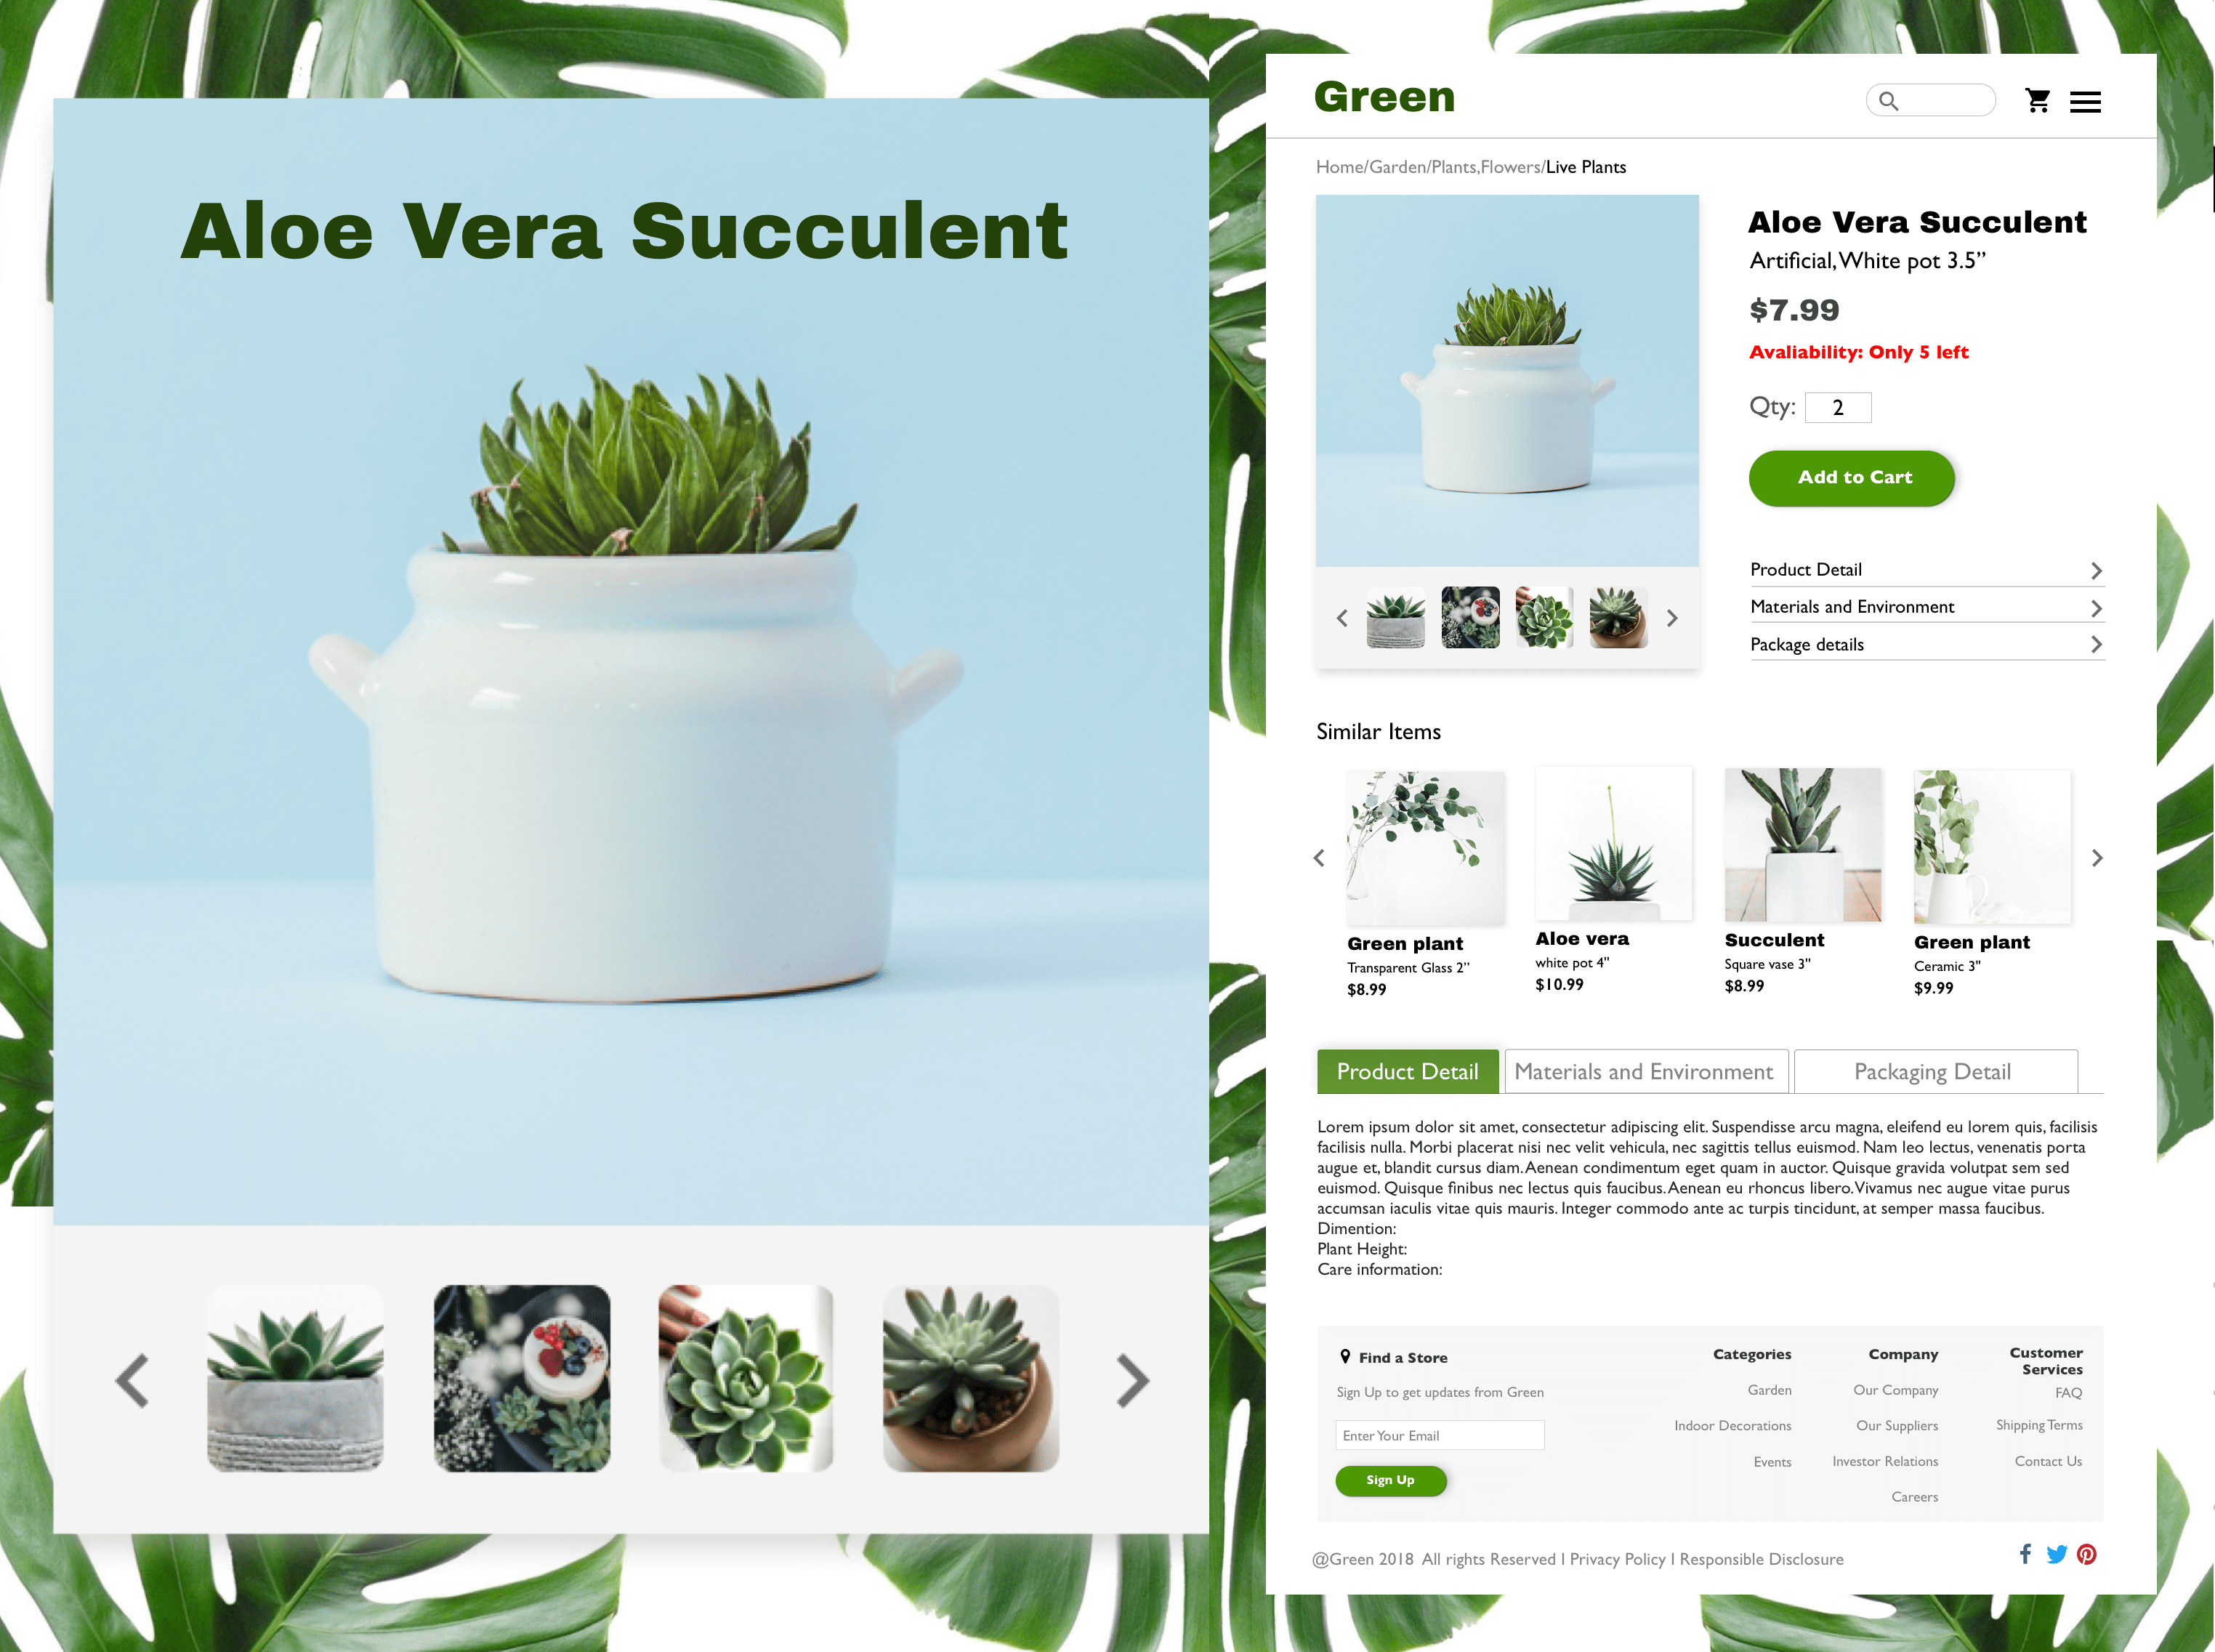 Aloe Vera Succulent
Green
Home/Garden/Plants,Flowers/Live Plants
Aloe Vera Succulent
Artificial,White pot 3.5”
$7.99
Avaliability: Only 5 left
Qty: 2
Add to Cart
Product Detail
Materials and Environment
Package details
Similar Items
Green plant
Transparent Glass 2”
$8.99
Aloe vera
white pot 4"
$10.99
Succulent
Square vase 3"
$8.99
Green plant
Ceramic 3"
$9.99
Product Detail
Materials and Environment
Packaging Detail
Lorem ipsum dolor sit amet, consectetur adipiscing elit. Suspendisse arcu magna, eleifend eu lorem quis, facilisis
facilisis nulla. Morbi placerat nisi nec velit vehicula, nec sagittis tellus euismod. Nam leo lectus, venenatis porta
augue et, blandit cursus diam. Aenean condimentum eget quam in auctor. Quisque gravida volutpat sem sed
euismod. Quisque finibus nec lectus quis faucibus. Aenean eu rhoncus libero. Vivamus nec augue vitae purus
accumsan iaculis vitae quis mauris. Integer commodo ante ac turpis tincidunt, at semper massa faucibus.
Dimention:
Plant Height:
Care information:
Find a Store
Sign Up to get updates from Green
Enter Your Email
Sign Up
Categories
Garden
Indoor Decorations
Events
Company
Our Company
Our Suppliers
Investor Relations
Careers
Customer
Services
FAQ
Shipping Terms
Contact Us
@Green 2018 All rights Reserved I Privacy Policy I Responsible Disclosure